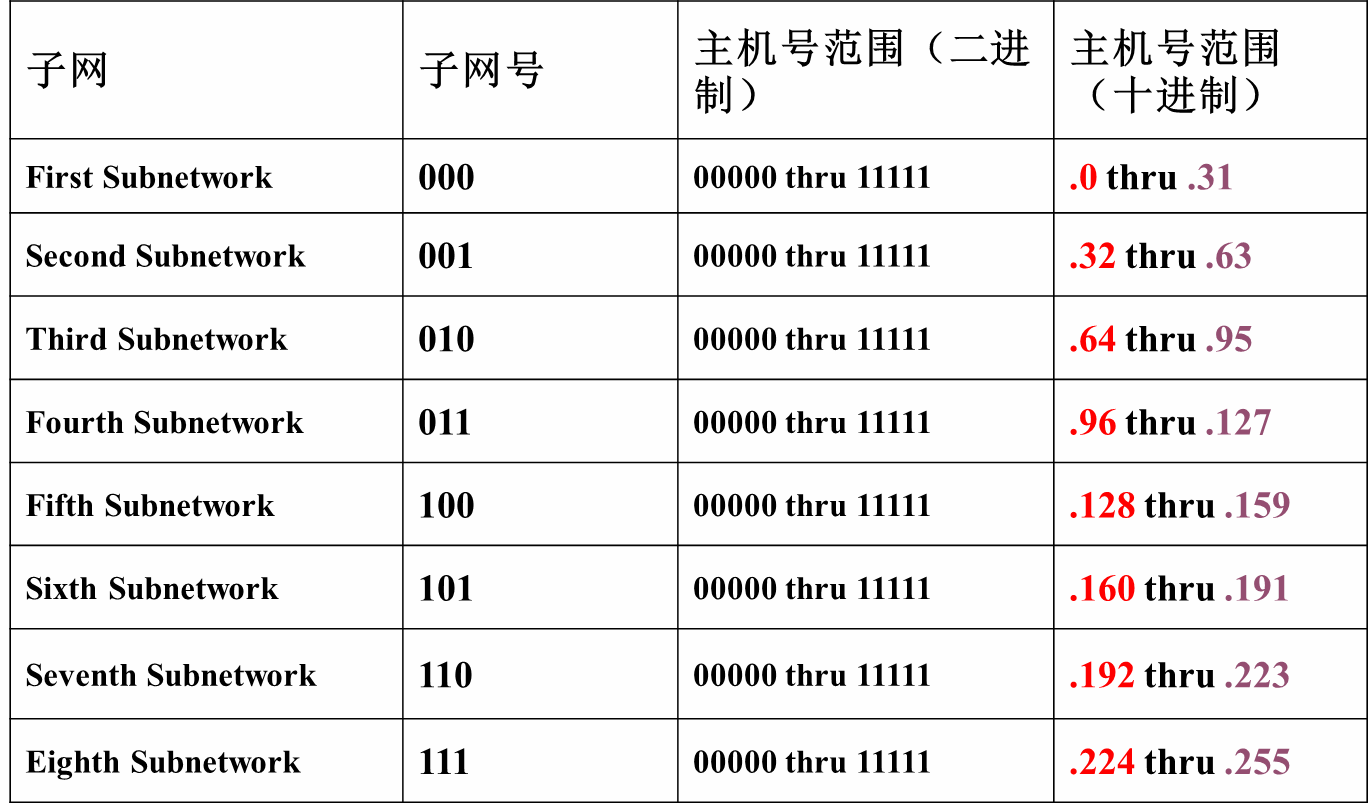 子网
子网号
主机号范围（二进
制）
主机号范围
（十进制）
First Subnetwork
000
00000 thru 11111
.0 thru .31
Second Subnetwork
001
00000 thru 11111
.32 thru .63
Third Subnetwork
010
00000 thru 11111
.64 thru .95
Fourth Subnetwork
011
00000 thru 11111
.96 thru .127
Fifth Subnetwork
100
00000 thru 11111
.128 thru .159
Sixth Subnetwork
101
00000 thru 11111
.160 thru .191
Seventh Subnetwork
110
00000 thru 11111
.192 thru .223
Eighth Subnetwork
111
00000 thru 11111
.224 thru .255